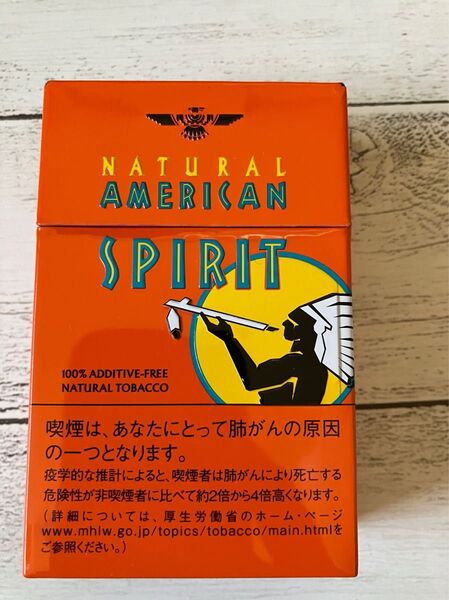 NATURAL
AMERICAN
SPIRIT
100% ADDITIVE-FREE
NATURAL TOBACCO
喫煙は、あなたにとって肺がんの原因
の一つとなります。
疫学的な推計によると、喫煙者は肺がんにより死亡する
危険性が非喫煙者に比べて約2倍から4倍高くなります。
(詳細については、厚生労働省のホーム・ページ
www.mhlw.go.jp/topics/tobacco/main.htmlを
ご参照ください。)